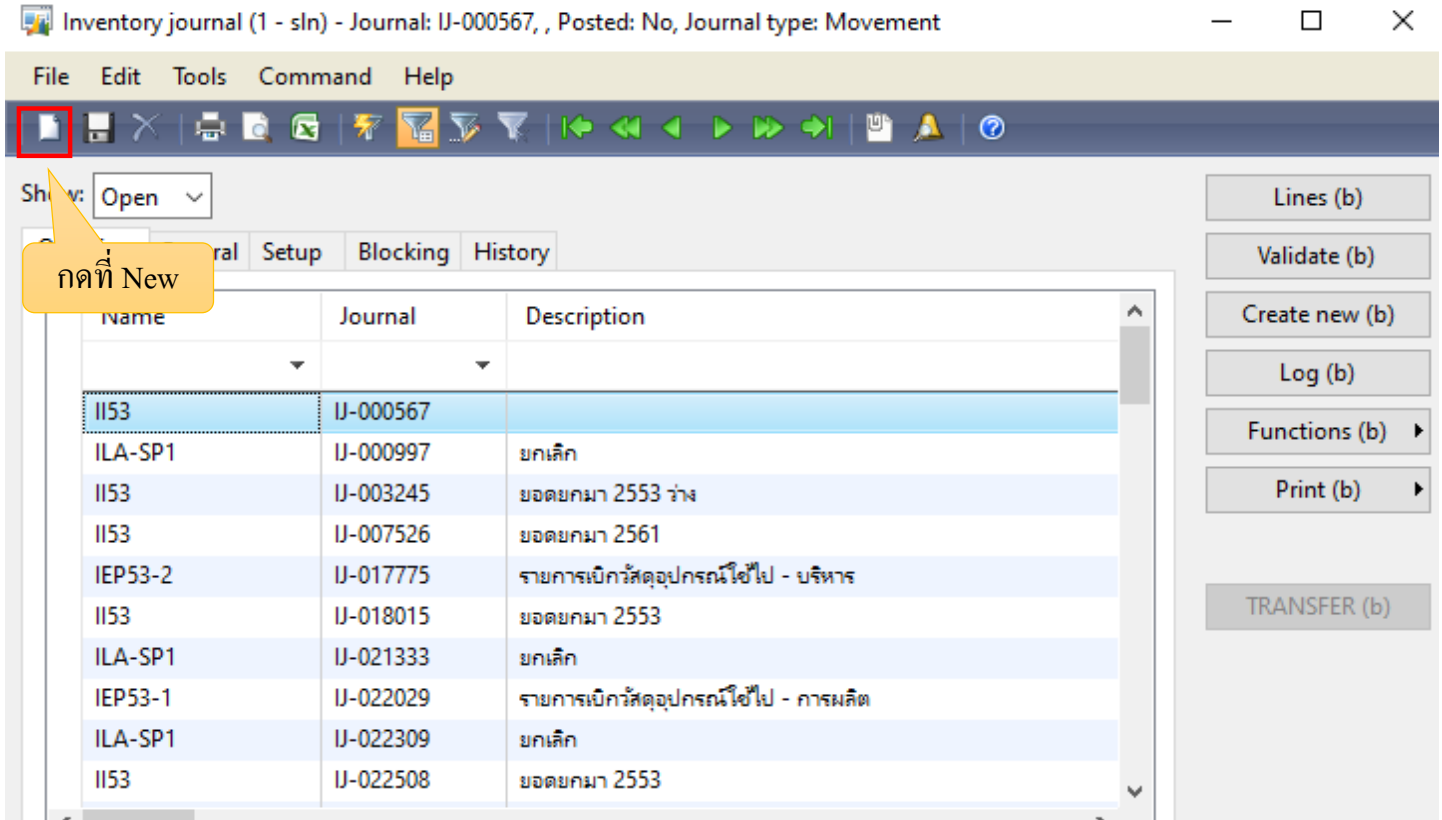 Inventory journal (1 - sln) - Journal: IJ-000567, , Posted: No, Journal type: Movement
File Edit Tools Command Help
Show: Open
Setup Blocking History
กดที่ New
Name Journal Description
II53 IJ-000567
ILA-SP1 IJ-000997 ยกเลิก
II53 IJ-003245 ยอดยกมา 2553 ว่าง
II53 IJ-007526 ยอดยกมา 2561
IEP53-2 IJ-017775 รายการเบิกวัสดุอุปกรณ์ใช้ไป - บริหาร
II53 IJ-018015 ยอดยกมา 2553
ILA-SP1 IJ-021333 ยกเลิก
IEP53-1 IJ-022029 รายการเบิกวัสดุอุปกรณ์ใช้ไป - การผลิต
ILA-SP1 IJ-022309 ยกเลิก
II53 IJ-022508 ยอดยกมา 2553
Lines (b)
Validate (b)
Create new (b)
Log (b)
Functions (b)
Print (b)
TRANSFER (b)